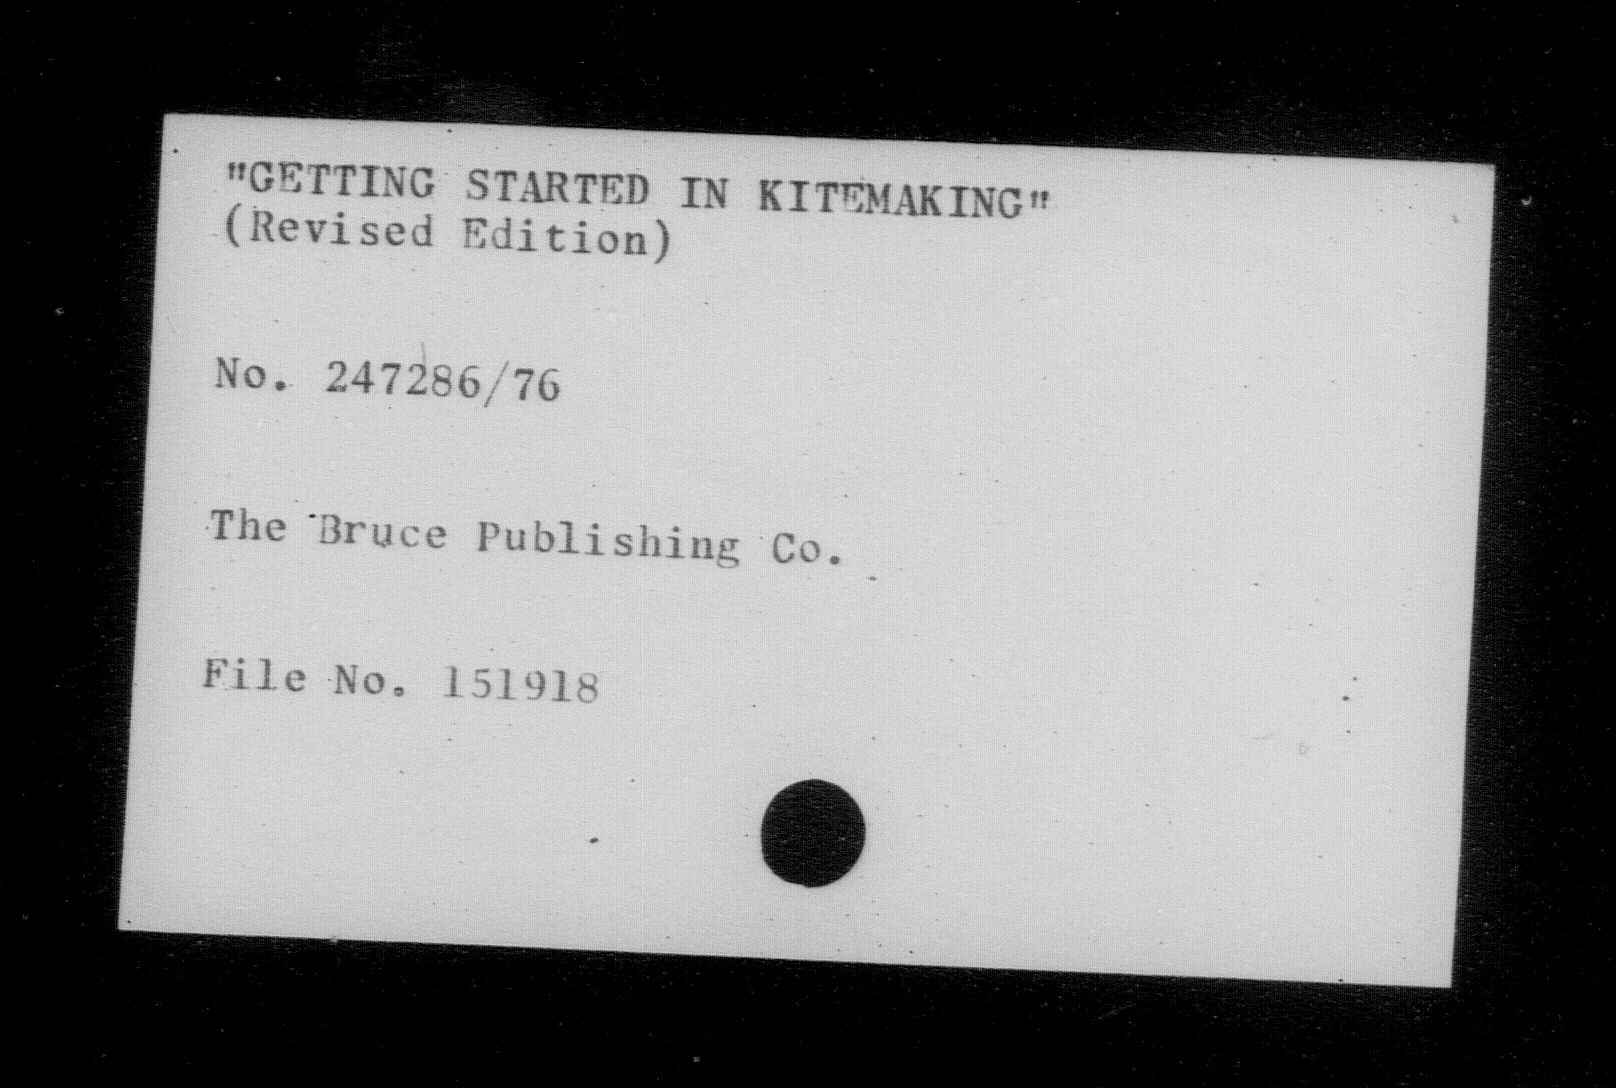 "GETTING STARTED IN KITEMAKING"
(Revised Edition)
No. 247286/76
The Bruce Publishing Co.
File No. 151918